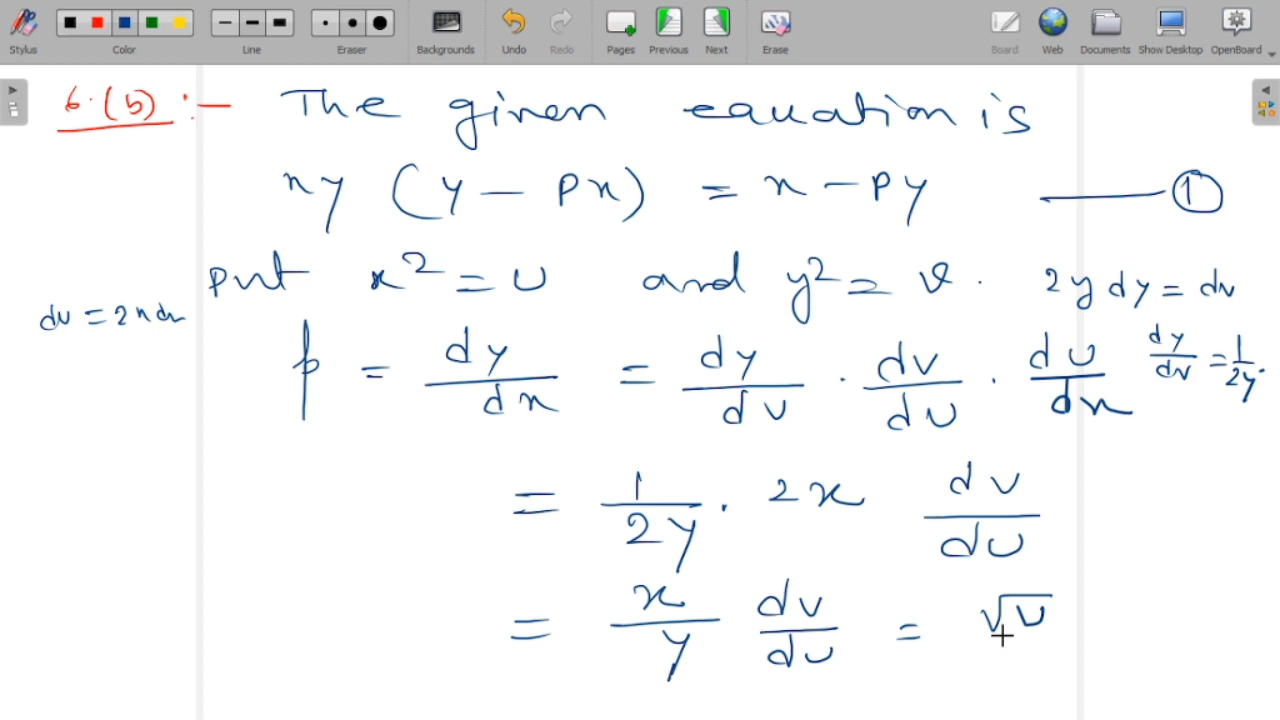 Stylus Color Line Eraser Backgrounds Undo Redo Pages Previous Next Erase Board Web Documents Show Desktop OpenBoard
6.(b) :- The given equation is
xy (y - px) = x - py —— ①
put x² = u and y² = v. 2y dy = dv
du = 2x dx
p = dy/dx = dy/dv . dv/du . du/dx dy/dv = 1/2y.
= 1/2y . 2x dv/du
= x/y dv/du = √u